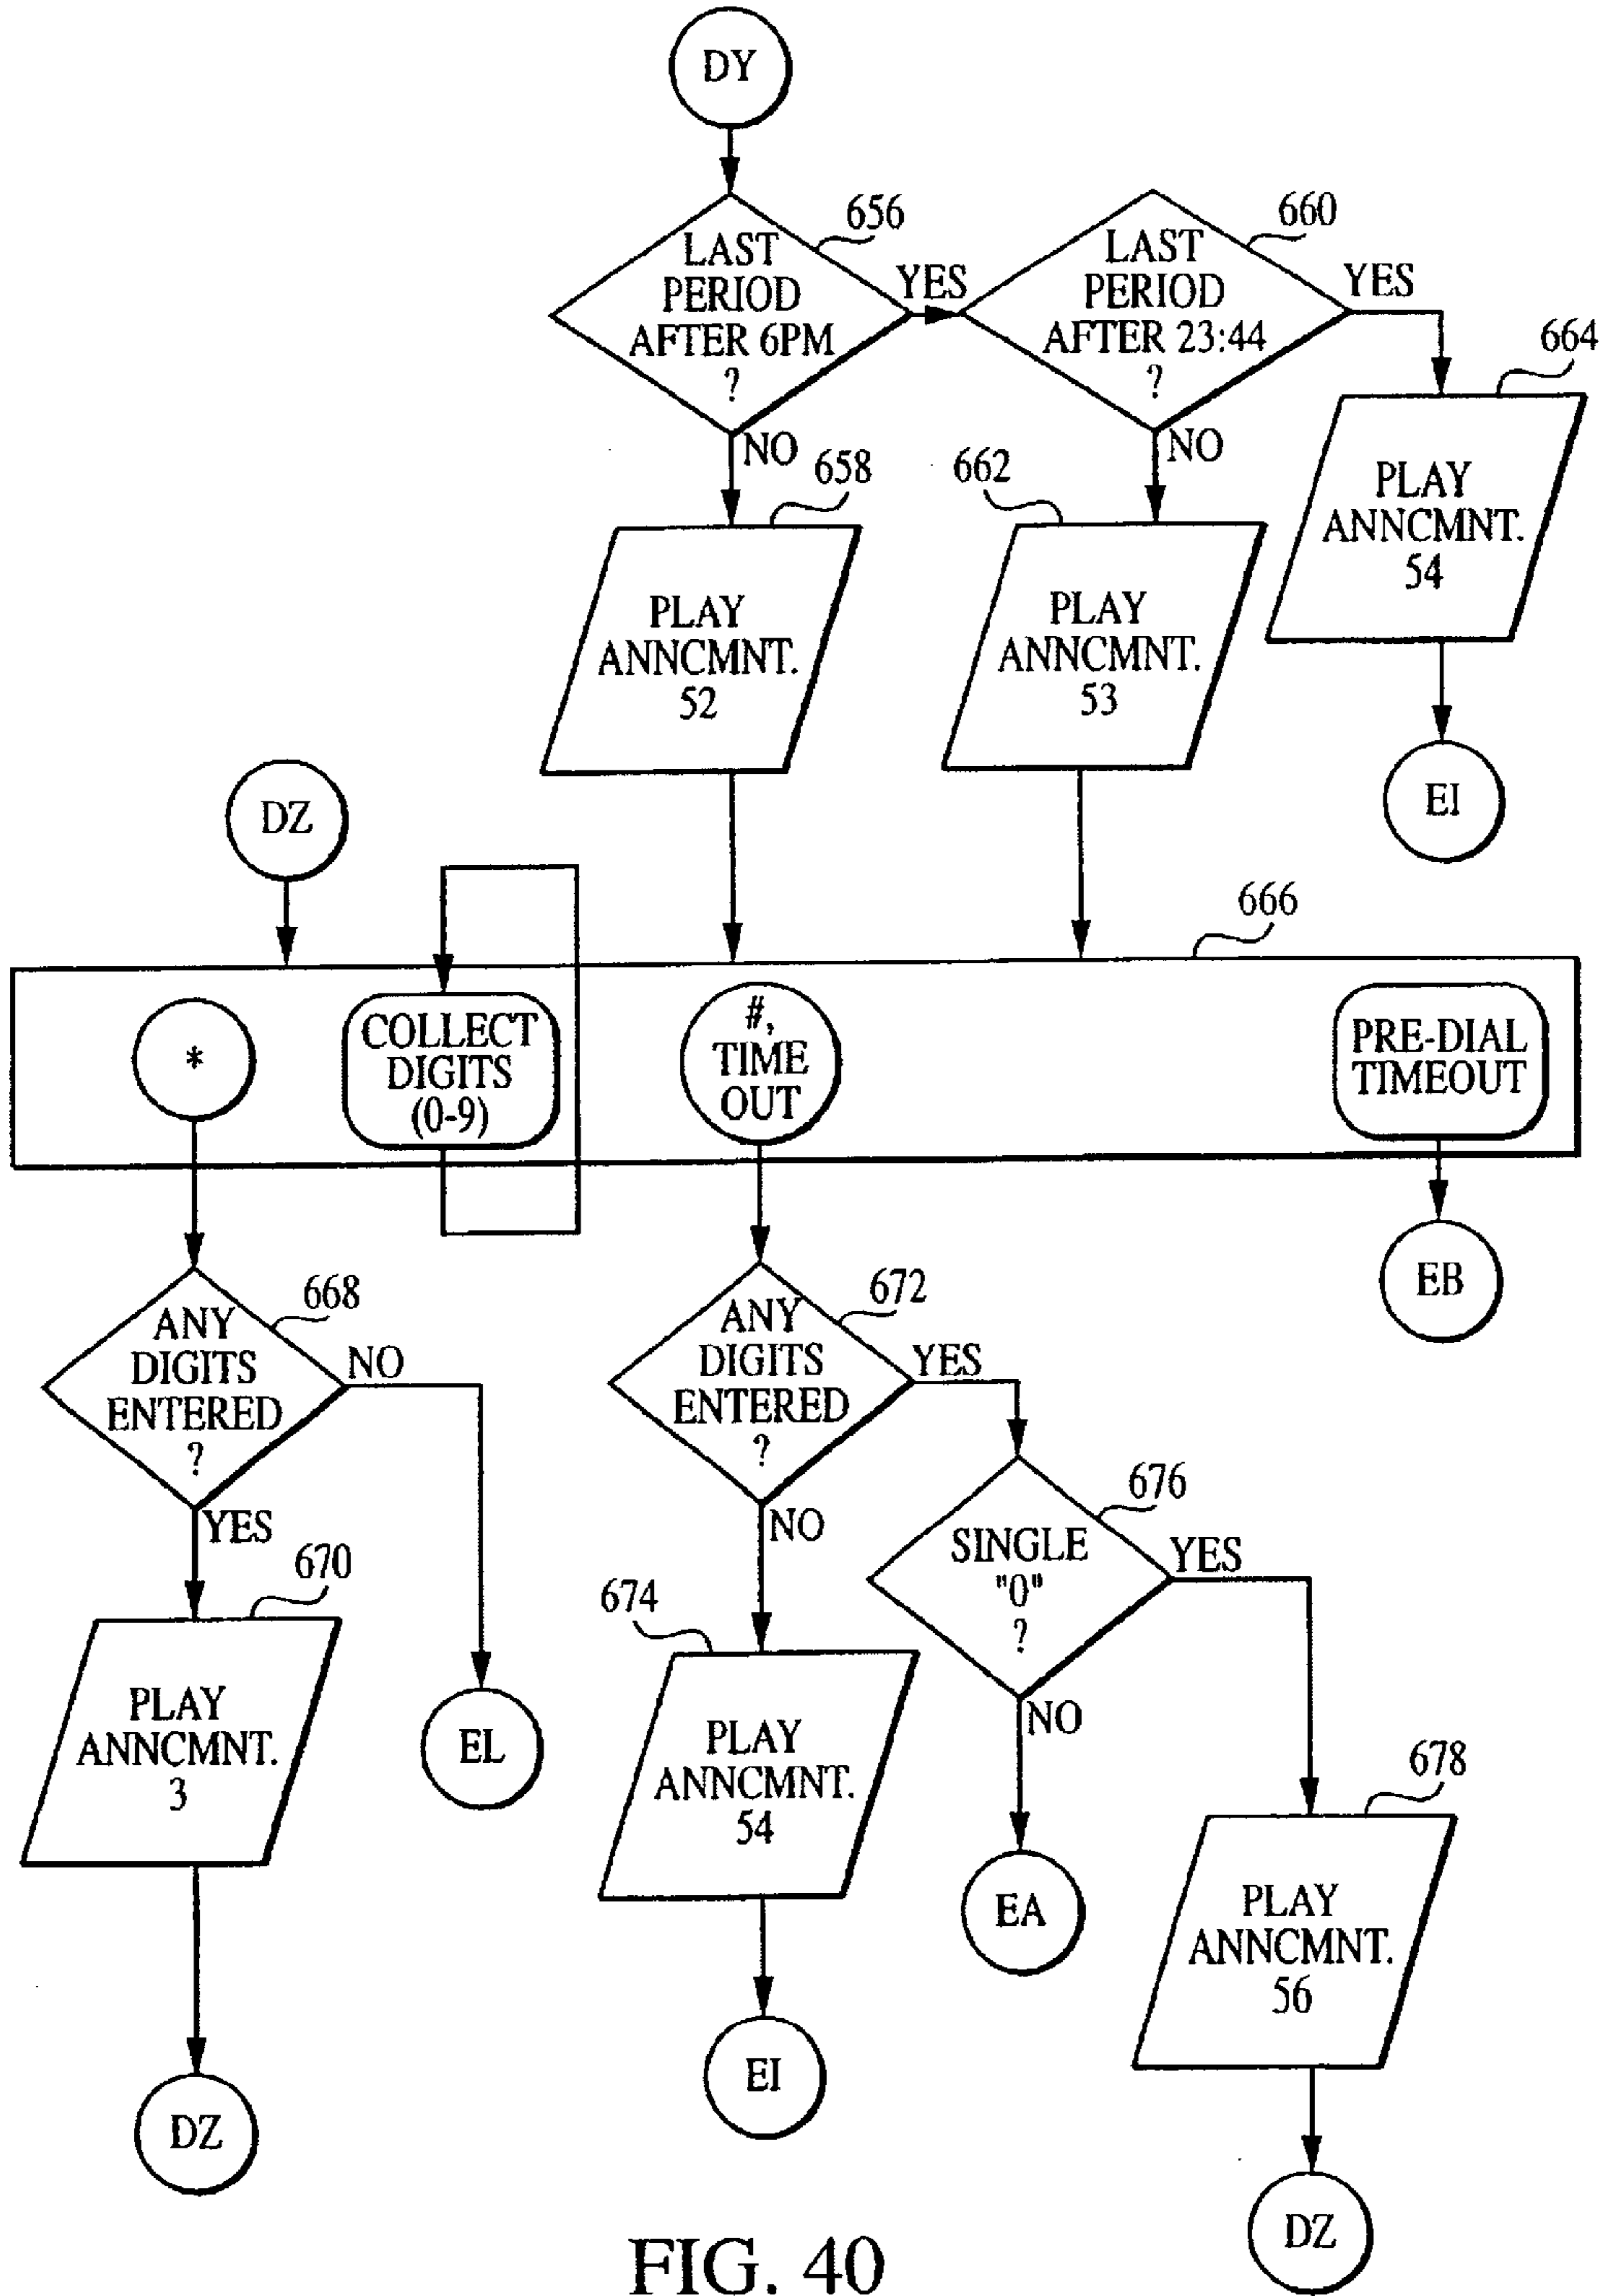 DY
656
LAST
PERIOD
AFTER 6PM
?
YES
NO
660
LAST
PERIOD
AFTER 23:44
?
YES
NO
664
PLAY
ANNCMNT.
54
EI
658
PLAY
ANNCMNT.
52
662
PLAY
ANNCMNT.
53
DZ
666
*
COLLECT
DIGITS
(0-9)
#,
TIME
OUT
PRE-DIAL
TIMEOUT
EB
668
ANY
DIGITS
ENTERED
?
NO
YES
EL
670
PLAY
ANNCMNT.
3
DZ
672
ANY
DIGITS
ENTERED
?
YES
NO
674
PLAY
ANNCMNT.
54
EI
676
SINGLE
"0"
?
YES
NO
EA
678
PLAY
ANNCMNT.
56
DZ
FIG. 40